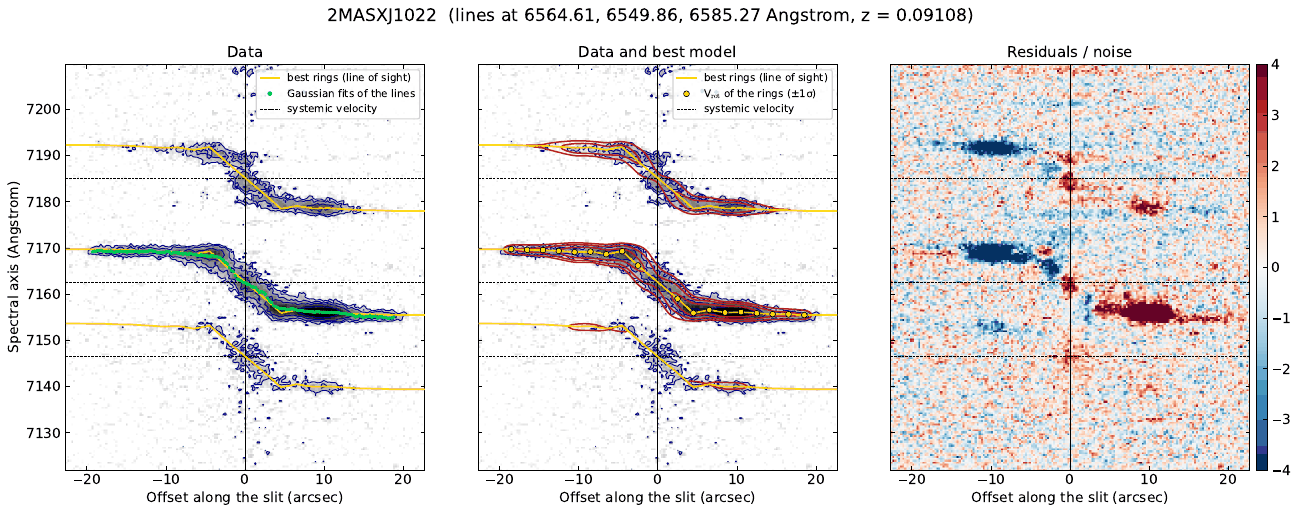 2MASXJ1022  (lines at 6564.61, 6549.86, 6585.27 Angstrom, z = 0.09108)
Data
Data and best model
Residuals / noise
best rings (line of sight)
Gaussian fits of the lines
systemic velocity
best rings (line of sight)
of the rings (±1σ)
systemic velocity
Spectral axis (Angstrom)
7200
7190
7180
7170
7160
7150
7140
7130
4
3
2
1
0
−1
−2
−3
−4
−20 −10 0 10 20
−20 −10 0 10 20
−20 −10 0 10 20
Offset along the slit (arcsec)
Offset along the slit (arcsec)
Offset along the slit (arcsec)